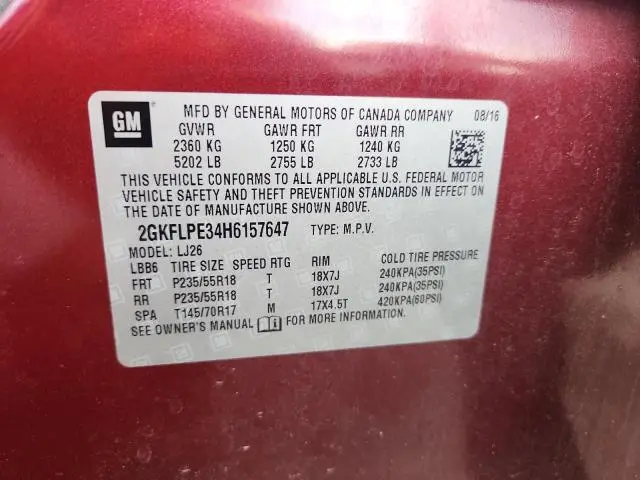 GM
MFD BY GENERAL MOTORS OF CANADA COMPANY 08/16
GVWR GAWR FRT GAWR RR
2360 KG 1250 KG 1240 KG
5202 LB 2755 LB 2733 LB
THIS VEHICLE CONFORMS TO ALL APPLICABLE U.S. FEDERAL MOTOR
VEHICLE SAFETY AND THEFT PREVENTION STANDARDS IN EFFECT ON
THE DATE OF MANUFACTURE SHOWN ABOVE.
2GKFLPE34H6157647 TYPE: M.P.V.
MODEL: LJ26
LBB6 TIRE SIZE SPEED RTG RIM COLD TIRE PRESSURE
FRT P235/55R18 T 18X7J 240KPA(35PSI)
RR P235/55R18 T 18X7J 240KPA(35PSI)
SPA T145/70R17 M 17X4.5T 420KPA(60PSI)
SEE OWNER'S MANUAL FOR MORE INFORMATION.